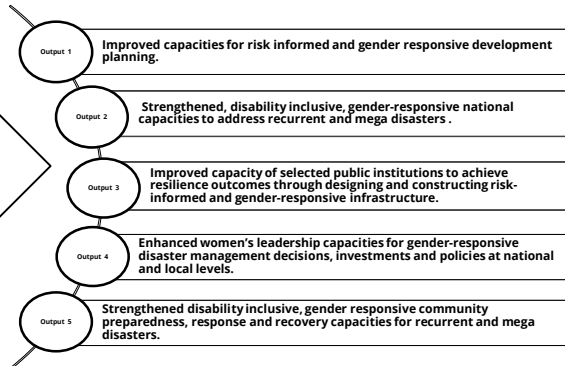 Output 1
Improved capacities for risk informed and gender responsive development
planning.
Output 2
Strengthened, disability inclusive, gender-responsive national
capacities to address recurrent and mega disasters .
Output 3
Improved capacity of selected public institutions to achieve
resilience outcomes through designing and constructing risk-
informed and gender-responsive infrastructure.
Output 4
Enhanced women’s leadership capacities for gender-responsive
disaster management decisions, investments and policies at national
and local levels.
Output 5
Strengthened disability inclusive, gender responsive community
preparedness, response and recovery capacities for recurrent and mega
disasters.